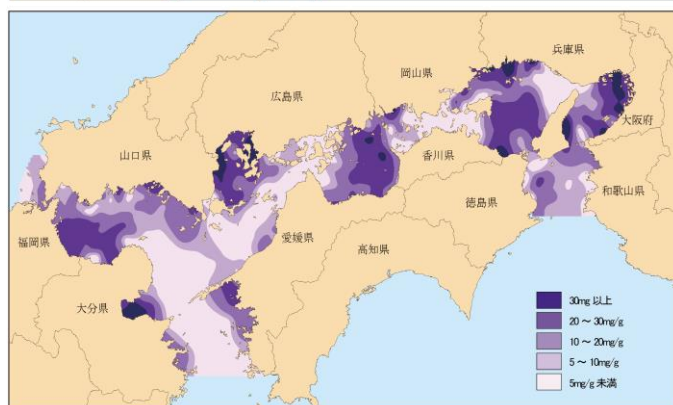 兵庫県
岡山県
広島県
大阪府
山口県
香川県
和歌山県
徳島県
愛媛県
福岡県
高知県
大分県
30mg 以上
20～30mg/g
10～20mg/g
5～10mg/g
5mg/g 未満